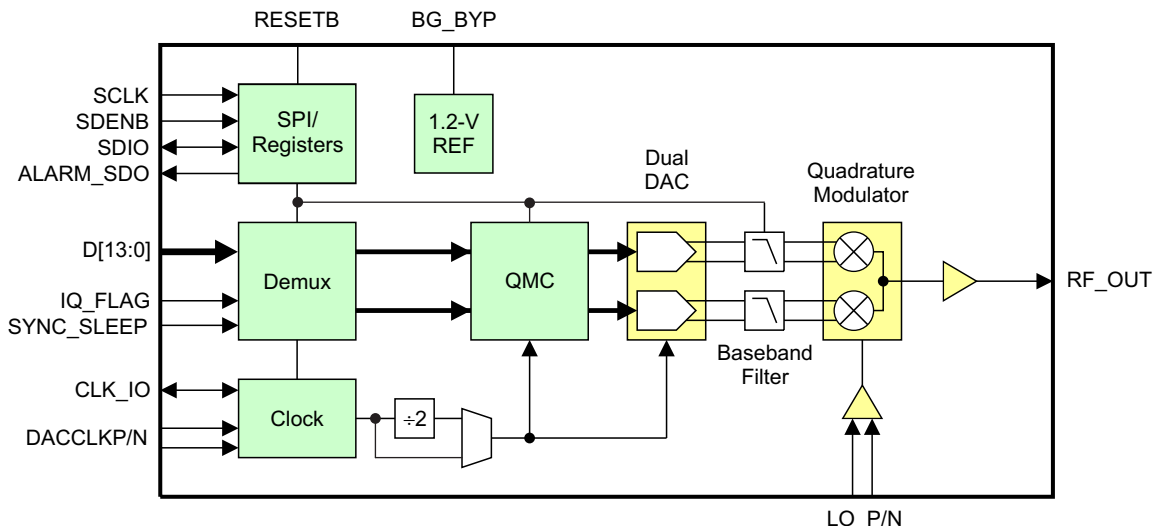 RESETB
BG_BYP
SCLK
SDENB
SDIO
ALARM_SDO
SPI/
Registers
1.2-V
REF
Dual
DAC
Quadrature
Modulator
D[13:0]
Demux
QMC
IQ_FLAG
SYNC_SLEEP
RF_OUT
Baseband
Filter
CLK_IO
DACCLKP/N
Clock
÷2
LO_P/N